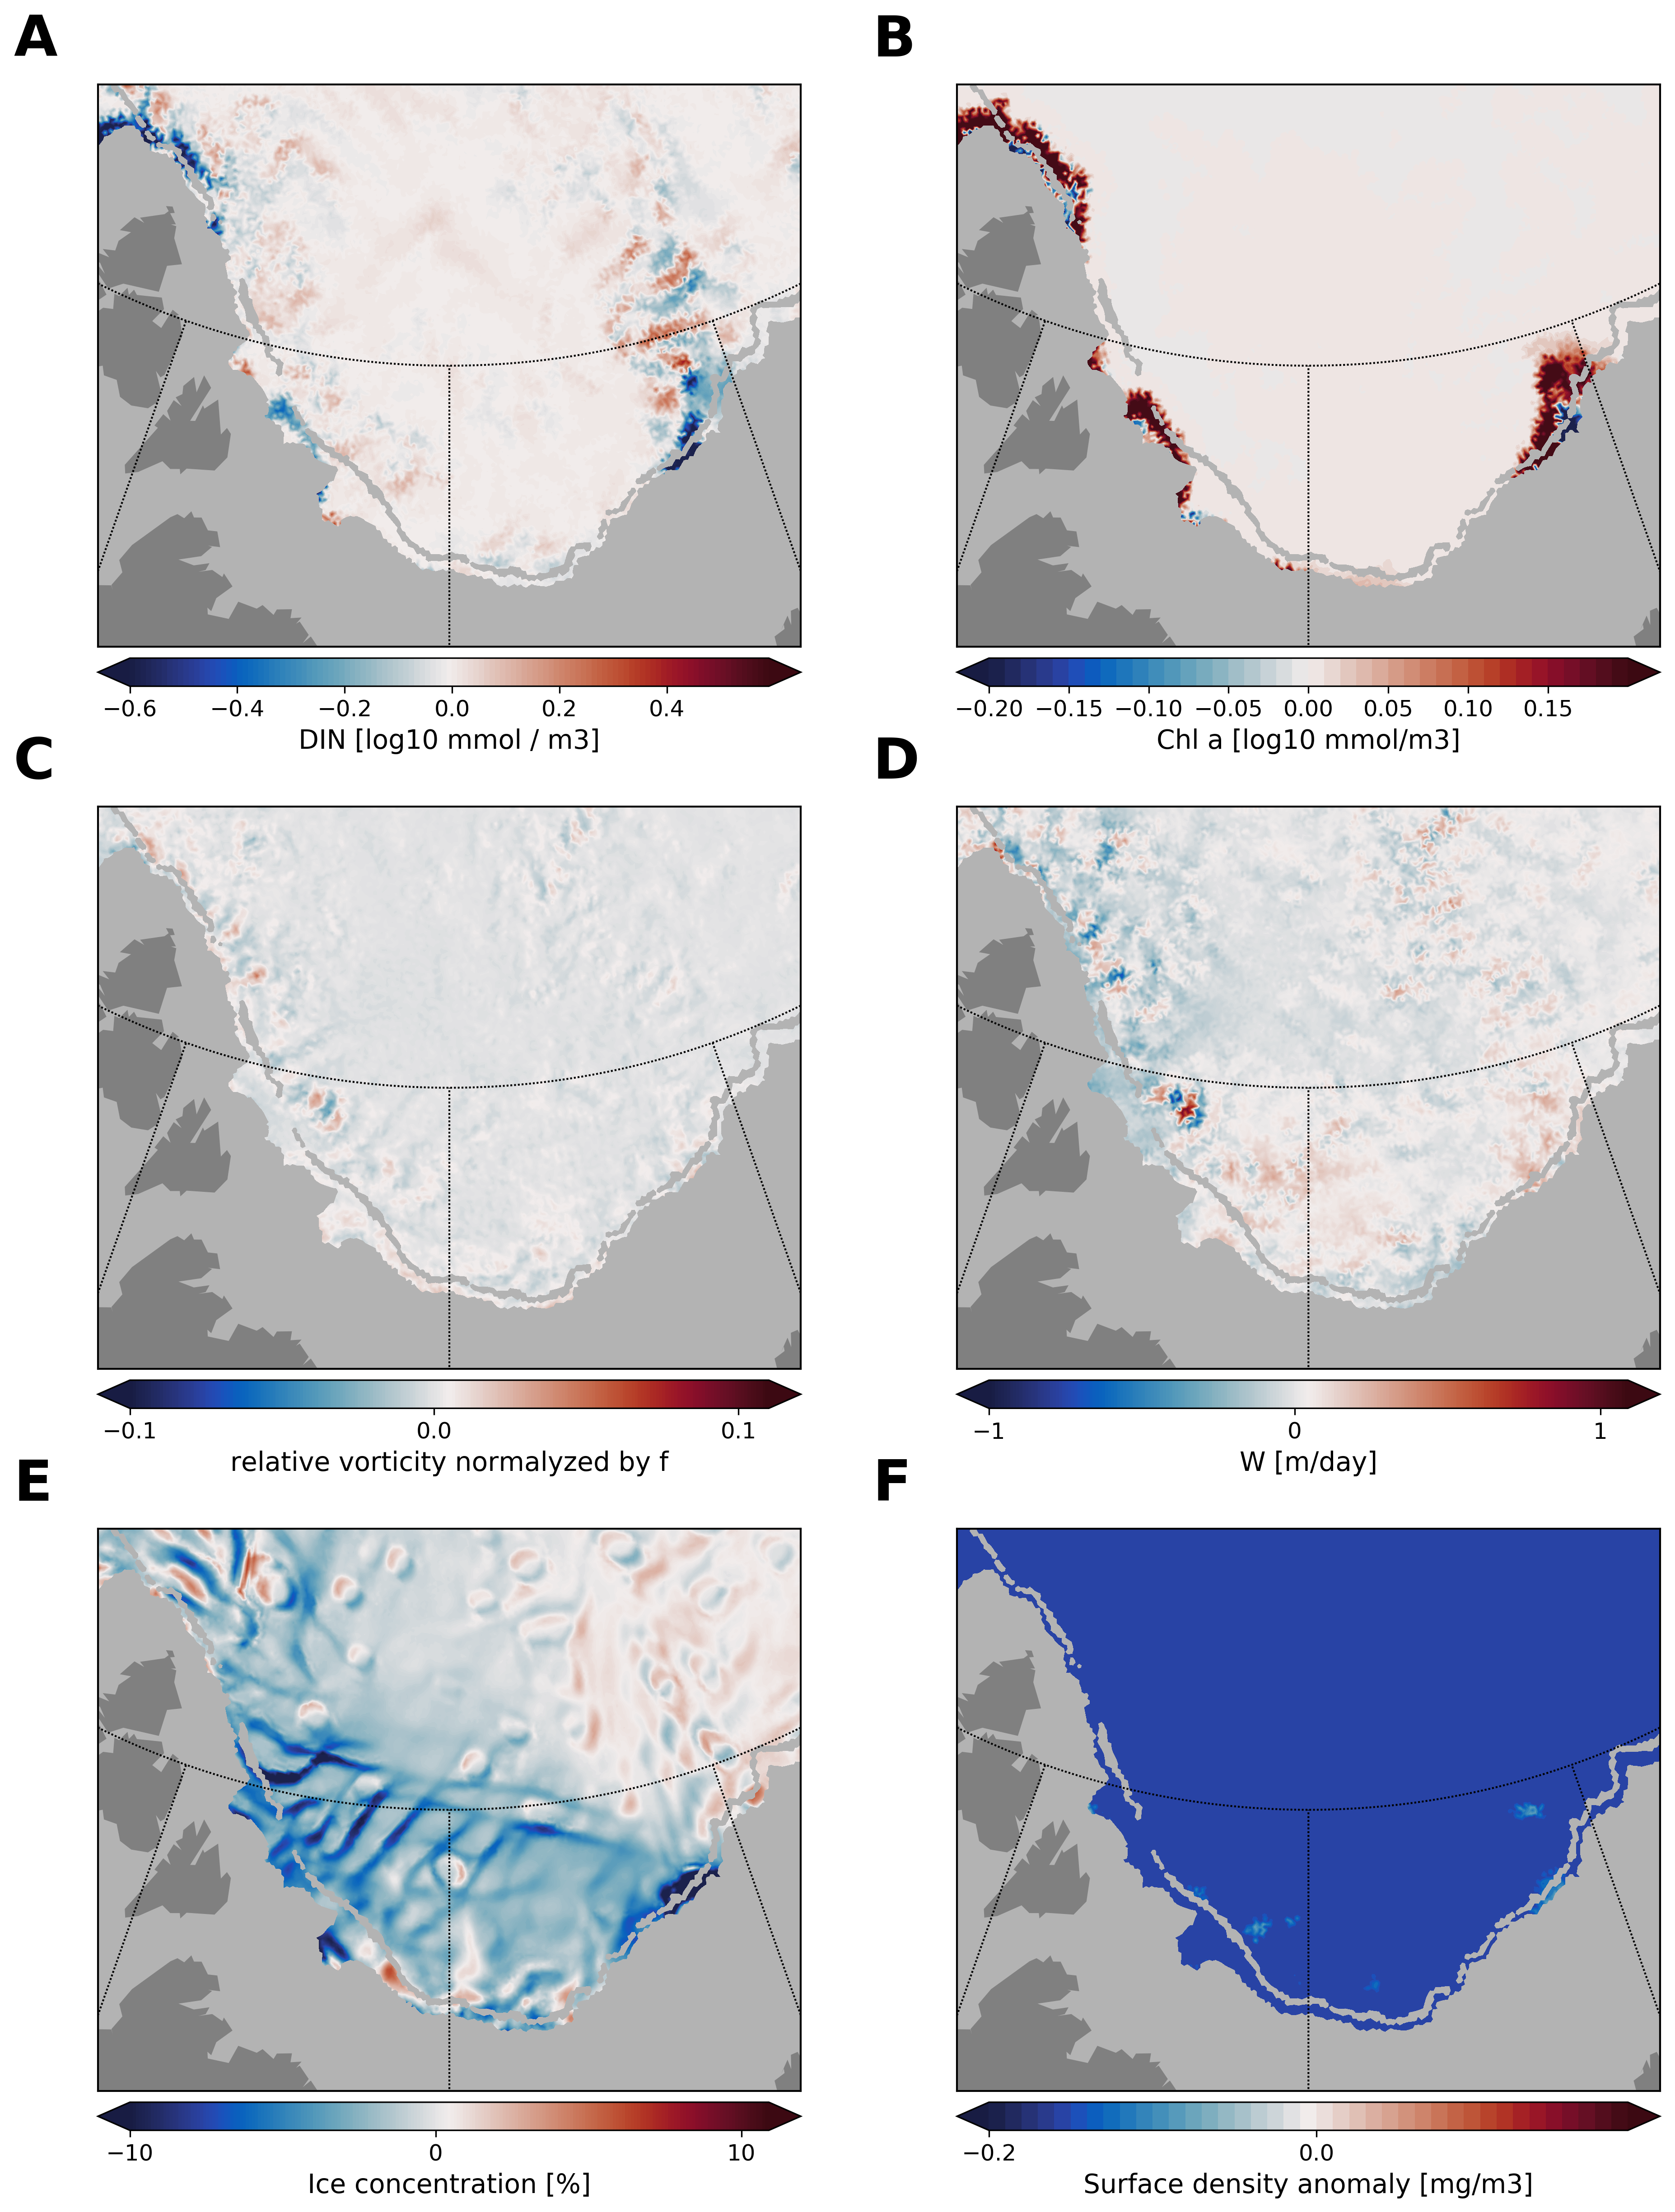 A
B
−0.6 −0.4 −0.2 0.0 0.2 0.4
DIN [log10 mmol / m3]
−0.20 −0.15 −0.10 −0.05 0.00 0.05 0.10 0.15
Chl a [log10 mmol/m3]
C
D
−0.1 0.0 0.1
relative vorticity normalyzed by f
−1 0 1
W [m/day]
E
F
−10 0 10
Ice concentration [%]
−0.2 0.0
Surface density anomaly [mg/m3]